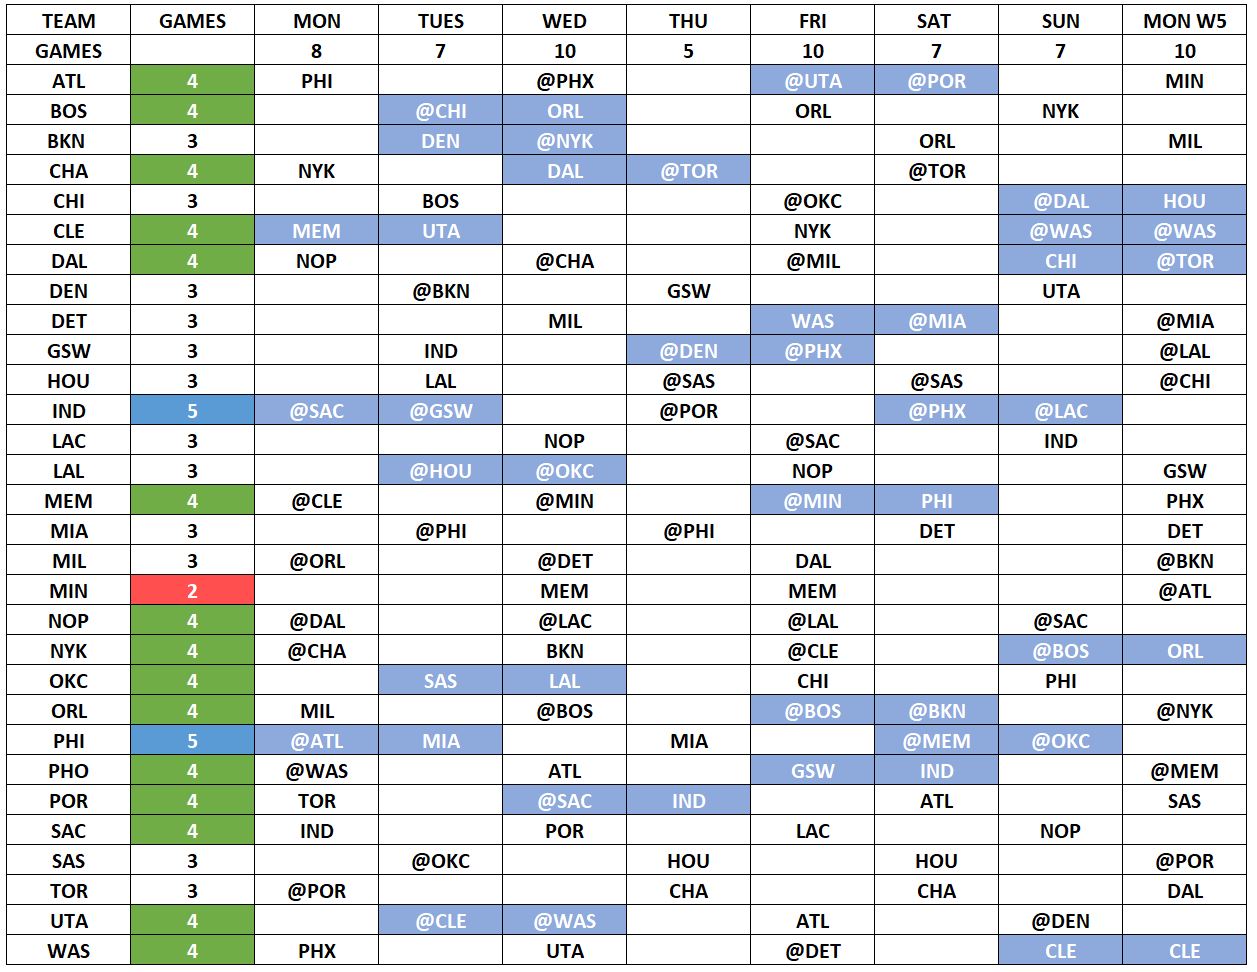 TEAM GAMES MON TUES WED THU FRI SAT SUN MON W5
GAMES 8 7 10 5 10 7 7 10
ATL 4 PHI @PHX @UTA @POR MIN
BOS 4 @CHI ORL ORL NYK
BKN 3 DEN @NYK ORL MIL
CHA 4 NYK DAL @TOR @TOR
CHI 3 BOS @OKC @DAL HOU
CLE 4 MEM UTA NYK @WAS @WAS
DAL 4 NOP @CHA @MIL CHI @TOR
DEN 3 @BKN GSW UTA
DET 3 MIL WAS @MIA @MIA
GSW 3 IND @DEN @PHX @LAL
HOU 3 LAL @SAS @SAS @CHI
IND 5 @SAC @GSW @POR @PHX @LAC
LAC 3 NOP @SAC IND
LAL 3 @HOU @OKC NOP GSW
MEM 4 @CLE @MIN @MIN PHI PHX
MIA 3 @PHI @PHI DET DET
MIL 3 @ORL @DET DAL @BKN
MIN 2 MEM MEM @ATL
NOP 4 @DAL @LAC @LAL @SAC
NYK 4 @CHA BKN @CLE @BOS ORL
OKC 4 SAS LAL CHI PHI
ORL 4 MIL @BOS @BOS @BKN @NYK
PHI 5 @ATL MIA MIA @MEM @OKC
PHO 4 @WAS ATL GSW IND @MEM
POR 4 TOR @SAC IND ATL SAS
SAC 4 IND POR LAC NOP
SAS 3 @OKC HOU HOU @POR
TOR 3 @POR CHA CHA DAL
UTA 4 @CLE @WAS ATL @DEN
WAS 4 PHX UTA @DET CLE CLE